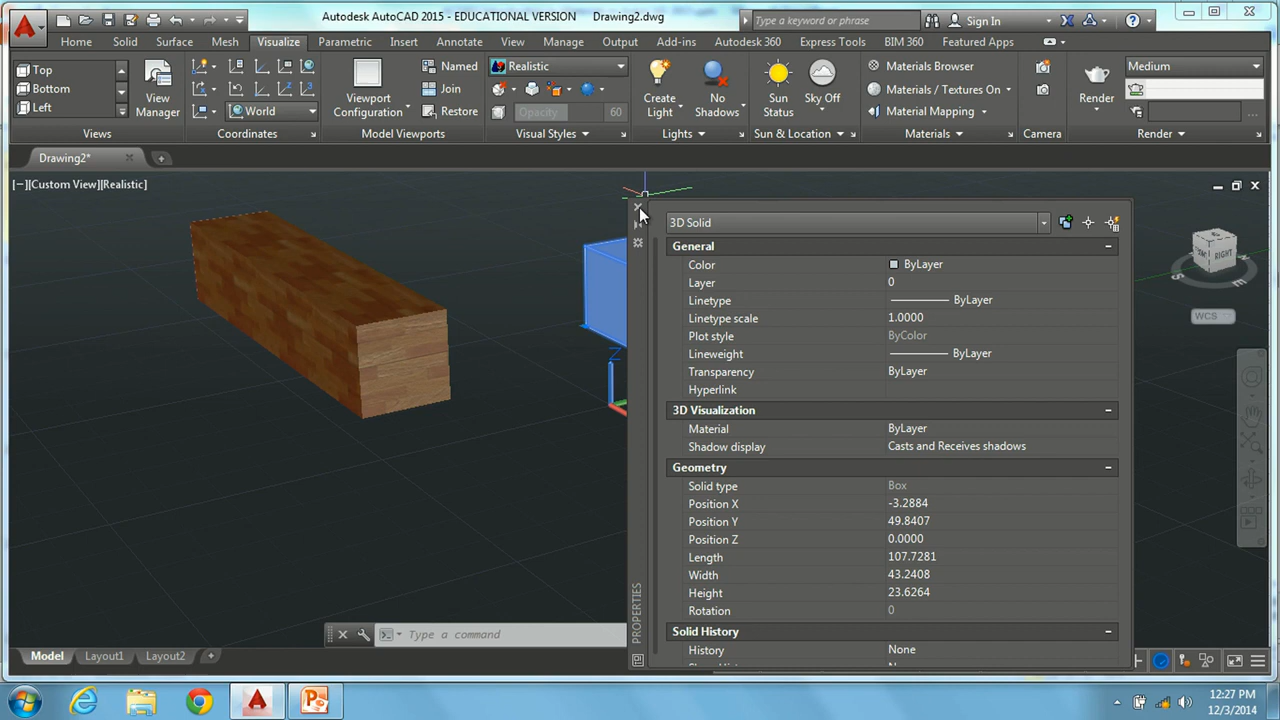 Autodesk AutoCAD 2015 - EDUCATIONAL VERSION Drawing2.dwg
Type a keyword or phrase
Sign In
Home Solid Surface Mesh Visualize Parametric Insert Annotate View Manage Output Add-ins Autodesk 360 Express Tools BIM 360 Featured Apps
Top
Bottom
Left
View
Manager
Views
World
Coordinates
Viewport
Configuration
Named
Join
Restore
Model Viewports
Realistic
Opacity 60
Visual Styles
Create
Light
No
Shadows
Lights
Sun
Status
Sky Off
Sun & Location
Materials Browser
Materials / Textures On
Material Mapping
Materials
Camera
Render
Medium
Render
Drawing2*
[−][Custom View][Realistic]
3D Solid
General
Color ByLayer
Layer 0
Linetype ByLayer
Linetype scale 1.0000
Plot style ByColor
Lineweight ByLayer
Transparency ByLayer
Hyperlink
3D Visualization
Material ByLayer
Shadow display Casts and Receives shadows
Geometry
Solid type Box
Position X -3.2884
Position Y 49.8407
Position Z 0.0000
Length 107.7281
Width 43.2408
Height 23.6264
Rotation 0
Solid History
History None
PROPERTIES
Z
RIGHT
S
E
WCS
Type a command
Model Layout1 Layout2
12:27 PM
12/3/2014